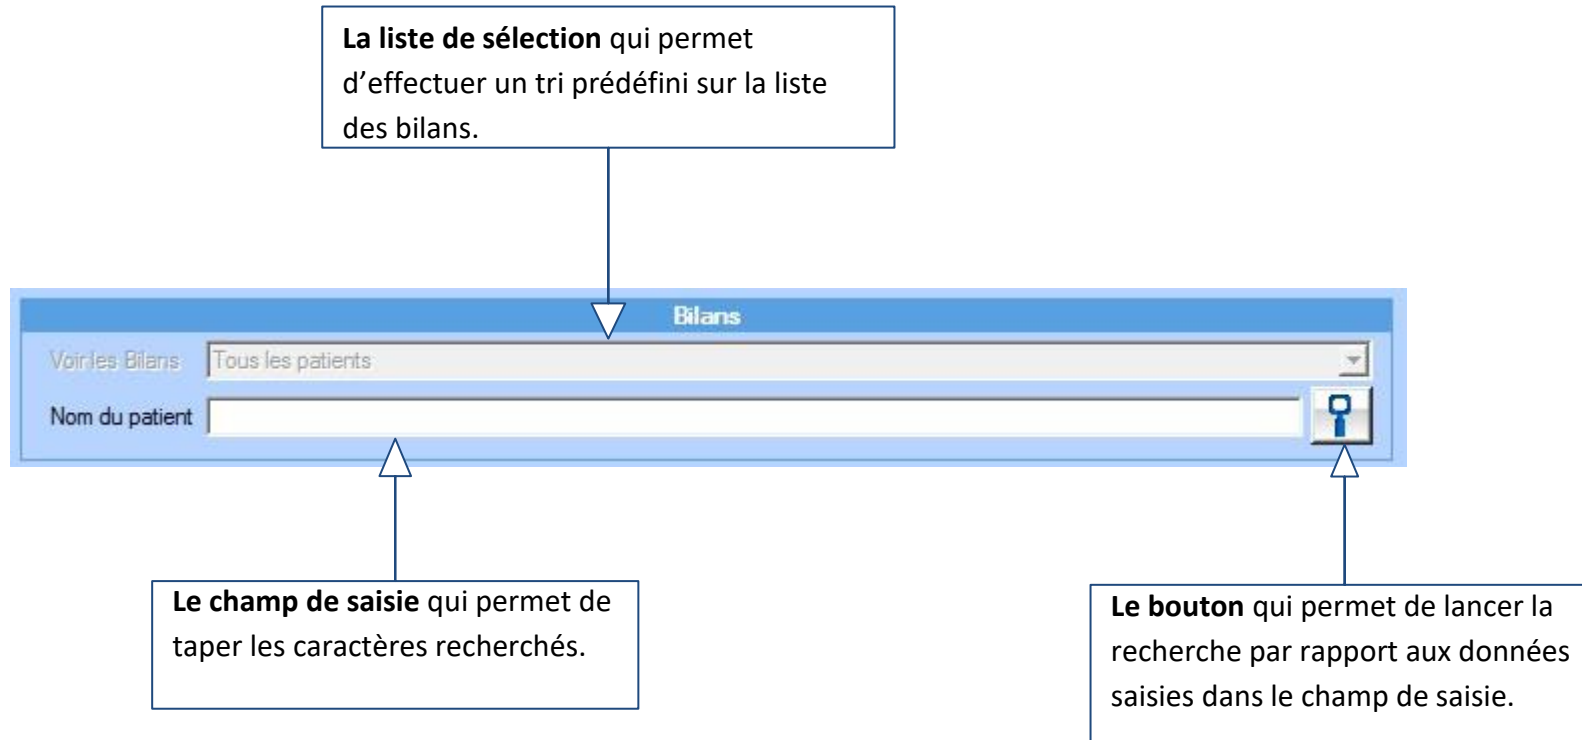 La liste de sélection qui permet
d’effectuer un tri prédéfini sur la liste
des bilans.
Bilans
Voir les Bilans Tous les patients
Nom du patient
Le champ de saisie qui permet de
taper les caractères recherchés.
Le bouton qui permet de lancer la
recherche par rapport aux données
saisies dans le champ de saisie.